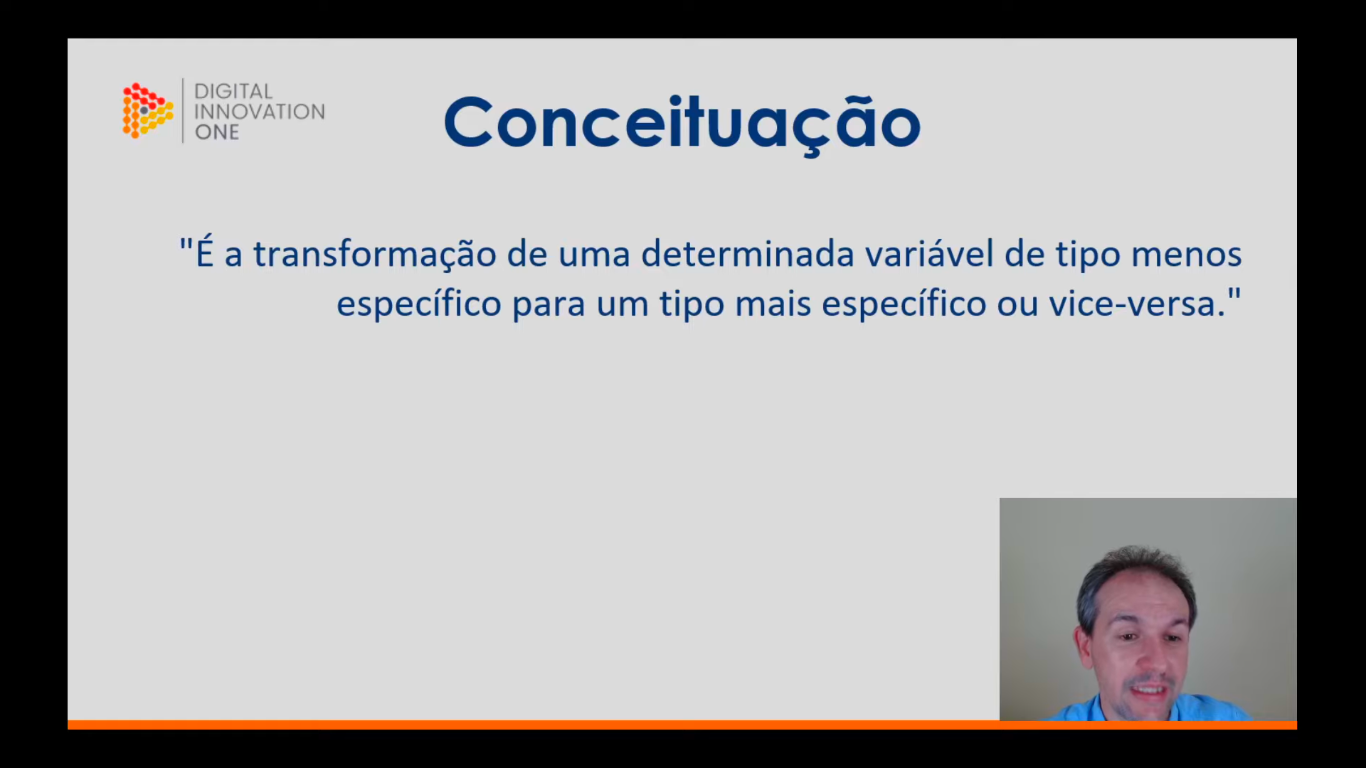 DIGITAL
INNOVATION
ONE
Conceituação
"É a transformação de uma determinada variável de tipo menos
específico para um tipo mais específico ou vice-versa."